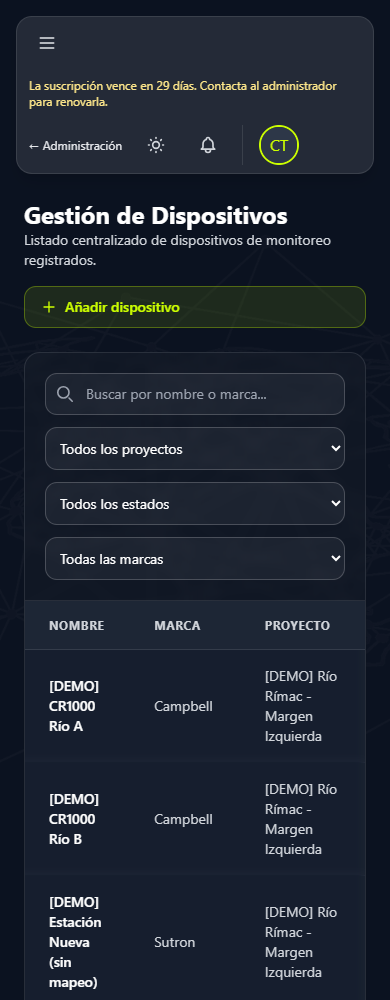 La suscripción vence en 29 días. Contacta al administrador
para renovarla.
← Administración
CT
Gestión de Dispositivos
Listado centralizado de dispositivos de monitoreo
registrados.
+ Añadir dispositivo
Buscar por nombre o marca...
Todos los proyectos
Todos los estados
Todas las marcas
NOMBRE MARCA PROYECTO
[DEMO]
CR1000
Río A
Campbell
[DEMO] Río
Rímac -
Margen
Izquierda
[DEMO]
CR1000
Río B
Campbell
[DEMO] Río
Rímac -
Margen
Izquierda
[DEMO]
Estación
Nueva
(sin
mapeo)
Sutron
[DEMO] Río
Rímac -
Margen
Izquierda